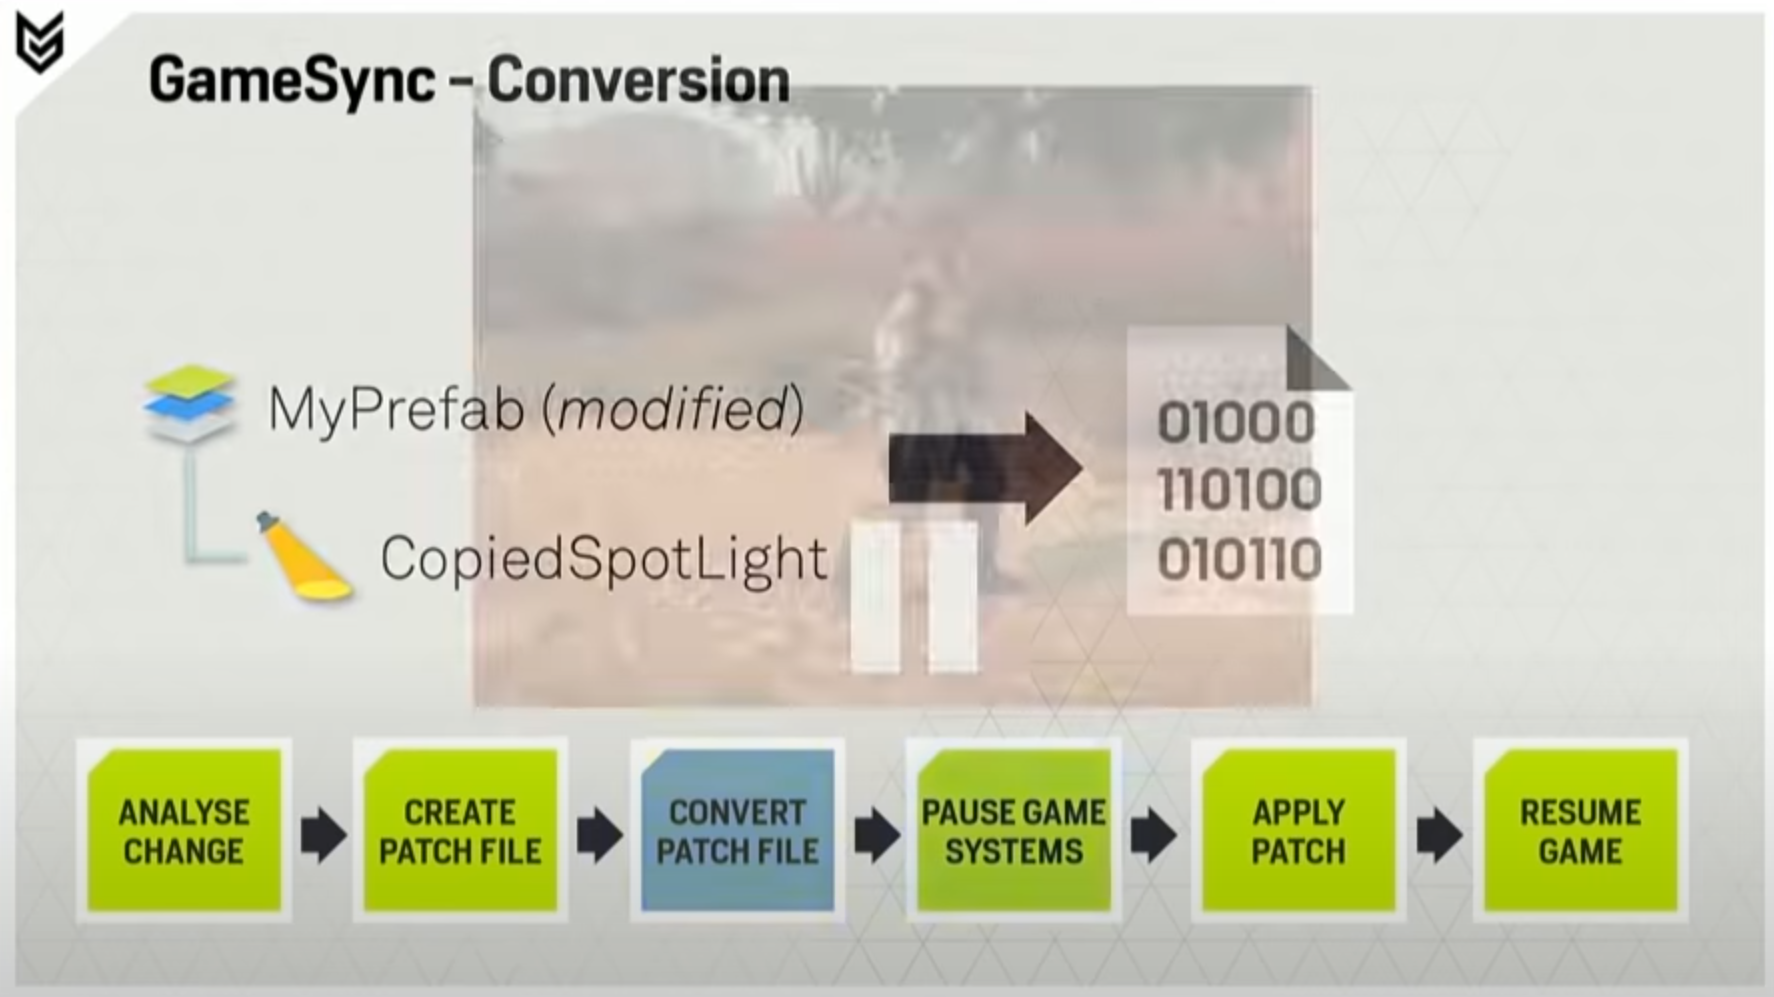 GameSync – Conversion
MyPrefab (modified)
CopiedSpotLight
01000
110100
010110
ANALYSE
CHANGE
CREATE
PATCH FILE
CONVERT
PATCH FILE
PAUSE GAME
SYSTEMS
APPLY
PATCH
RESUME
GAME